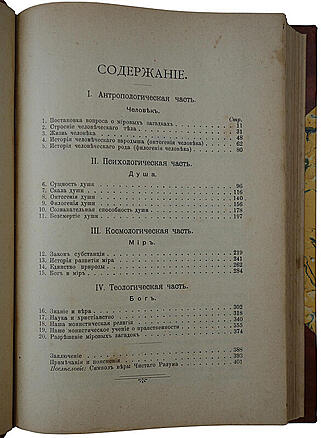 СОДЕРЖАНІЕ.
I. Антропологическая часть.
Человѣкъ.
Стр.
1. Постановка вопроса о міровыхъ загадкахъ 11
2. Строеніе человѣческаго тѣла 31
3. Жизнь человѣка 48
4. Исторія человѣческаго зародыша (онтогенія человѣка) 62
5. Исторія человѣческаго рода (филогенія человѣка) 80
II. Психологическая часть.
Душа.
6. Сущность души 96
7. Скала души 116
8. Онтогенія души 140
9. Филогенія души 156
10. Сознавательная способность души 178
11. Безсмертіе души 197
III. Космологическая часть.
Міръ.
12. Законъ субстанціи 219
13. Исторія развитія міра 241
14. Единство природы 262
15. Богъ и міръ 284
IV. Теологическая часть.
Богъ.
16. Знаніе и вѣра 302
17. Наука и христіанство 318
18. Наша монистическая религія 340
19. Наше монистическое ученіе о нравственности 355
20. Разрѣшеніе міровыхъ загадокъ 374
Заключеніе 388
Примѣчанія и поясненія 393
Послѣсловіе: Символъ вѣры Чистаго Разума 401